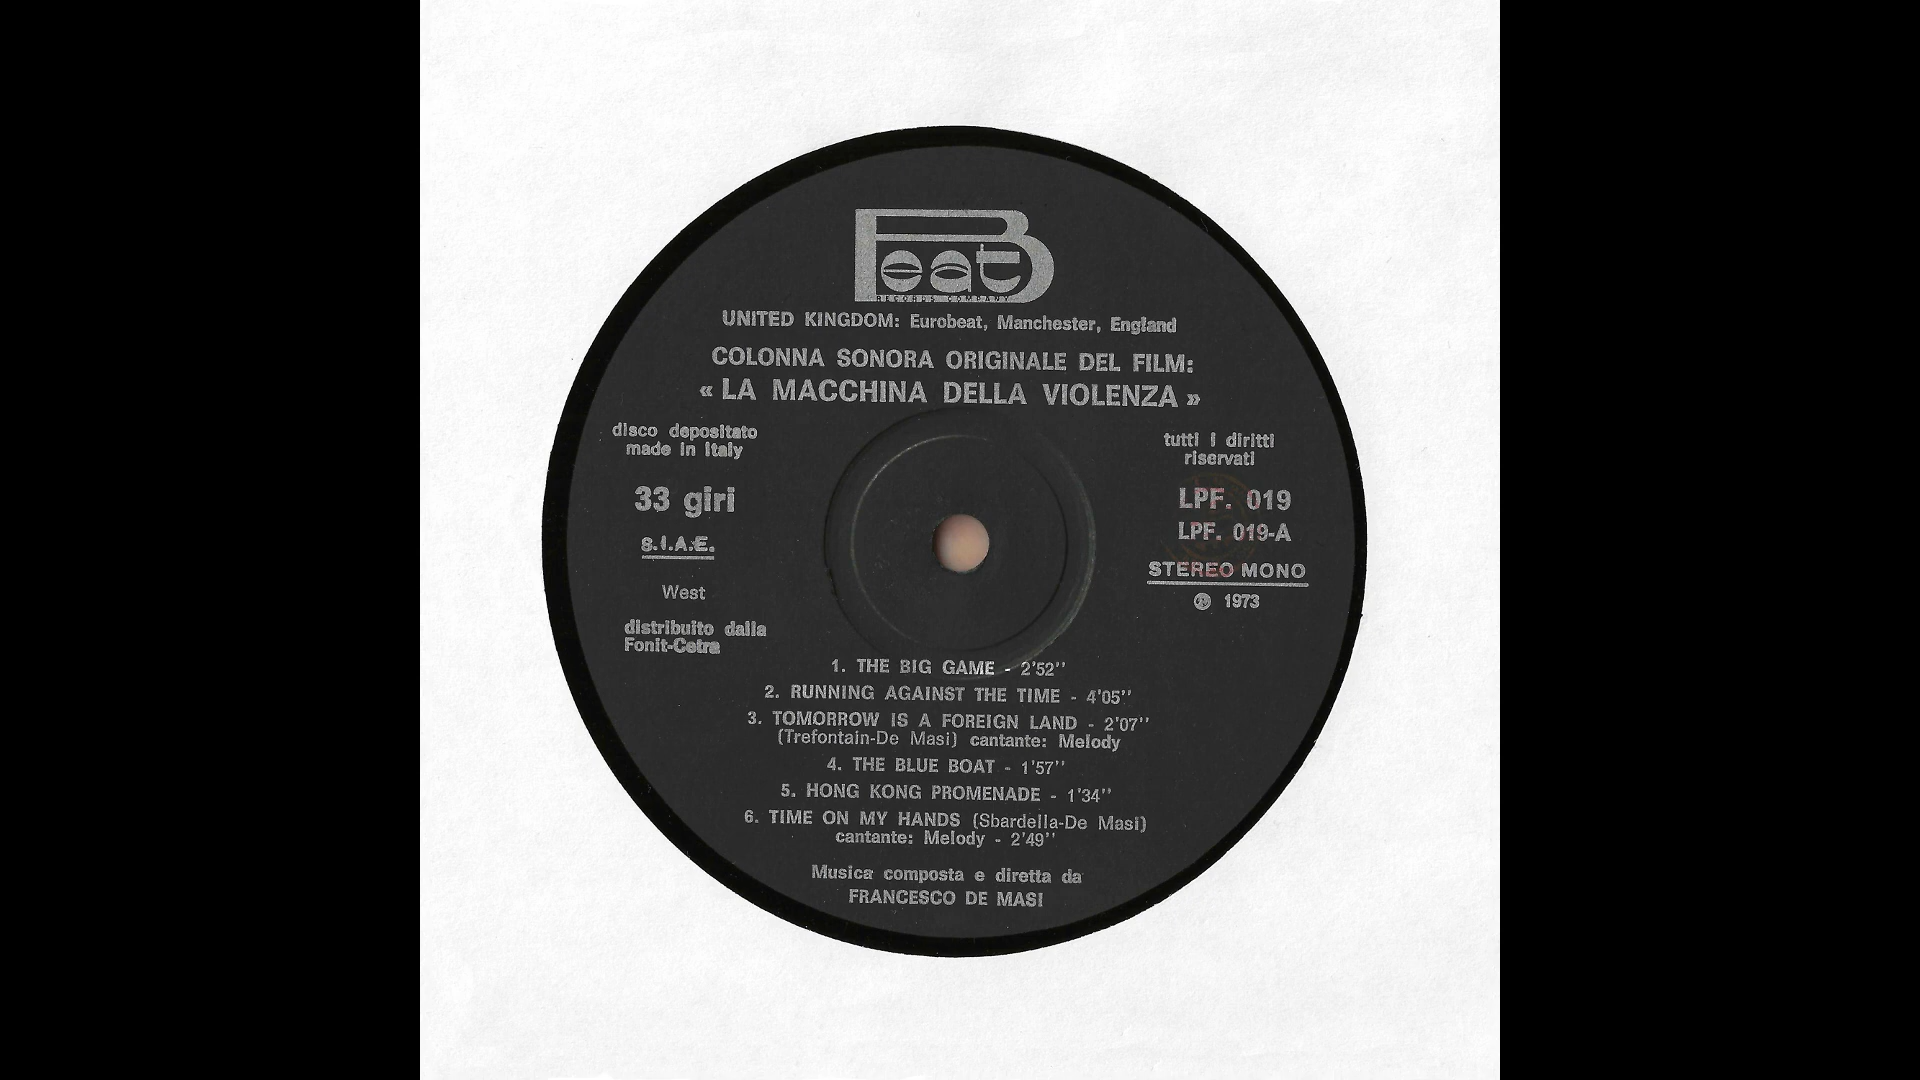 Beat
RECORDS COMPANY
UNITED KINGDOM: Eurobeat, Manchester, England
COLONNA SONORA ORIGINALE DEL FILM:
« LA MACCHINA DELLA VIOLENZA »
disco depositato
made in Italy
33 giri
S.I.A.E.
West
distribuito dalla
Fonit-Cetra
tutti i diritti
riservati
LPF. 019
LPF. 019-A
STEREO MONO
℗ 1973
1. THE BIG GAME - 2'52''
2. RUNNING AGAINST THE TIME - 4'05''
3. TOMORROW IS A FOREIGN LAND - 2'07''
(Trefontain-De Masi) cantante: Melody
4. THE BLUE BOAT - 1'57''
5. HONG KONG PROMENADE - 1'34''
6. TIME ON MY HANDS (Sbardella-De Masi)
cantante: Melody - 2'49''
Musica composta e diretta da
FRANCESCO DE MASI